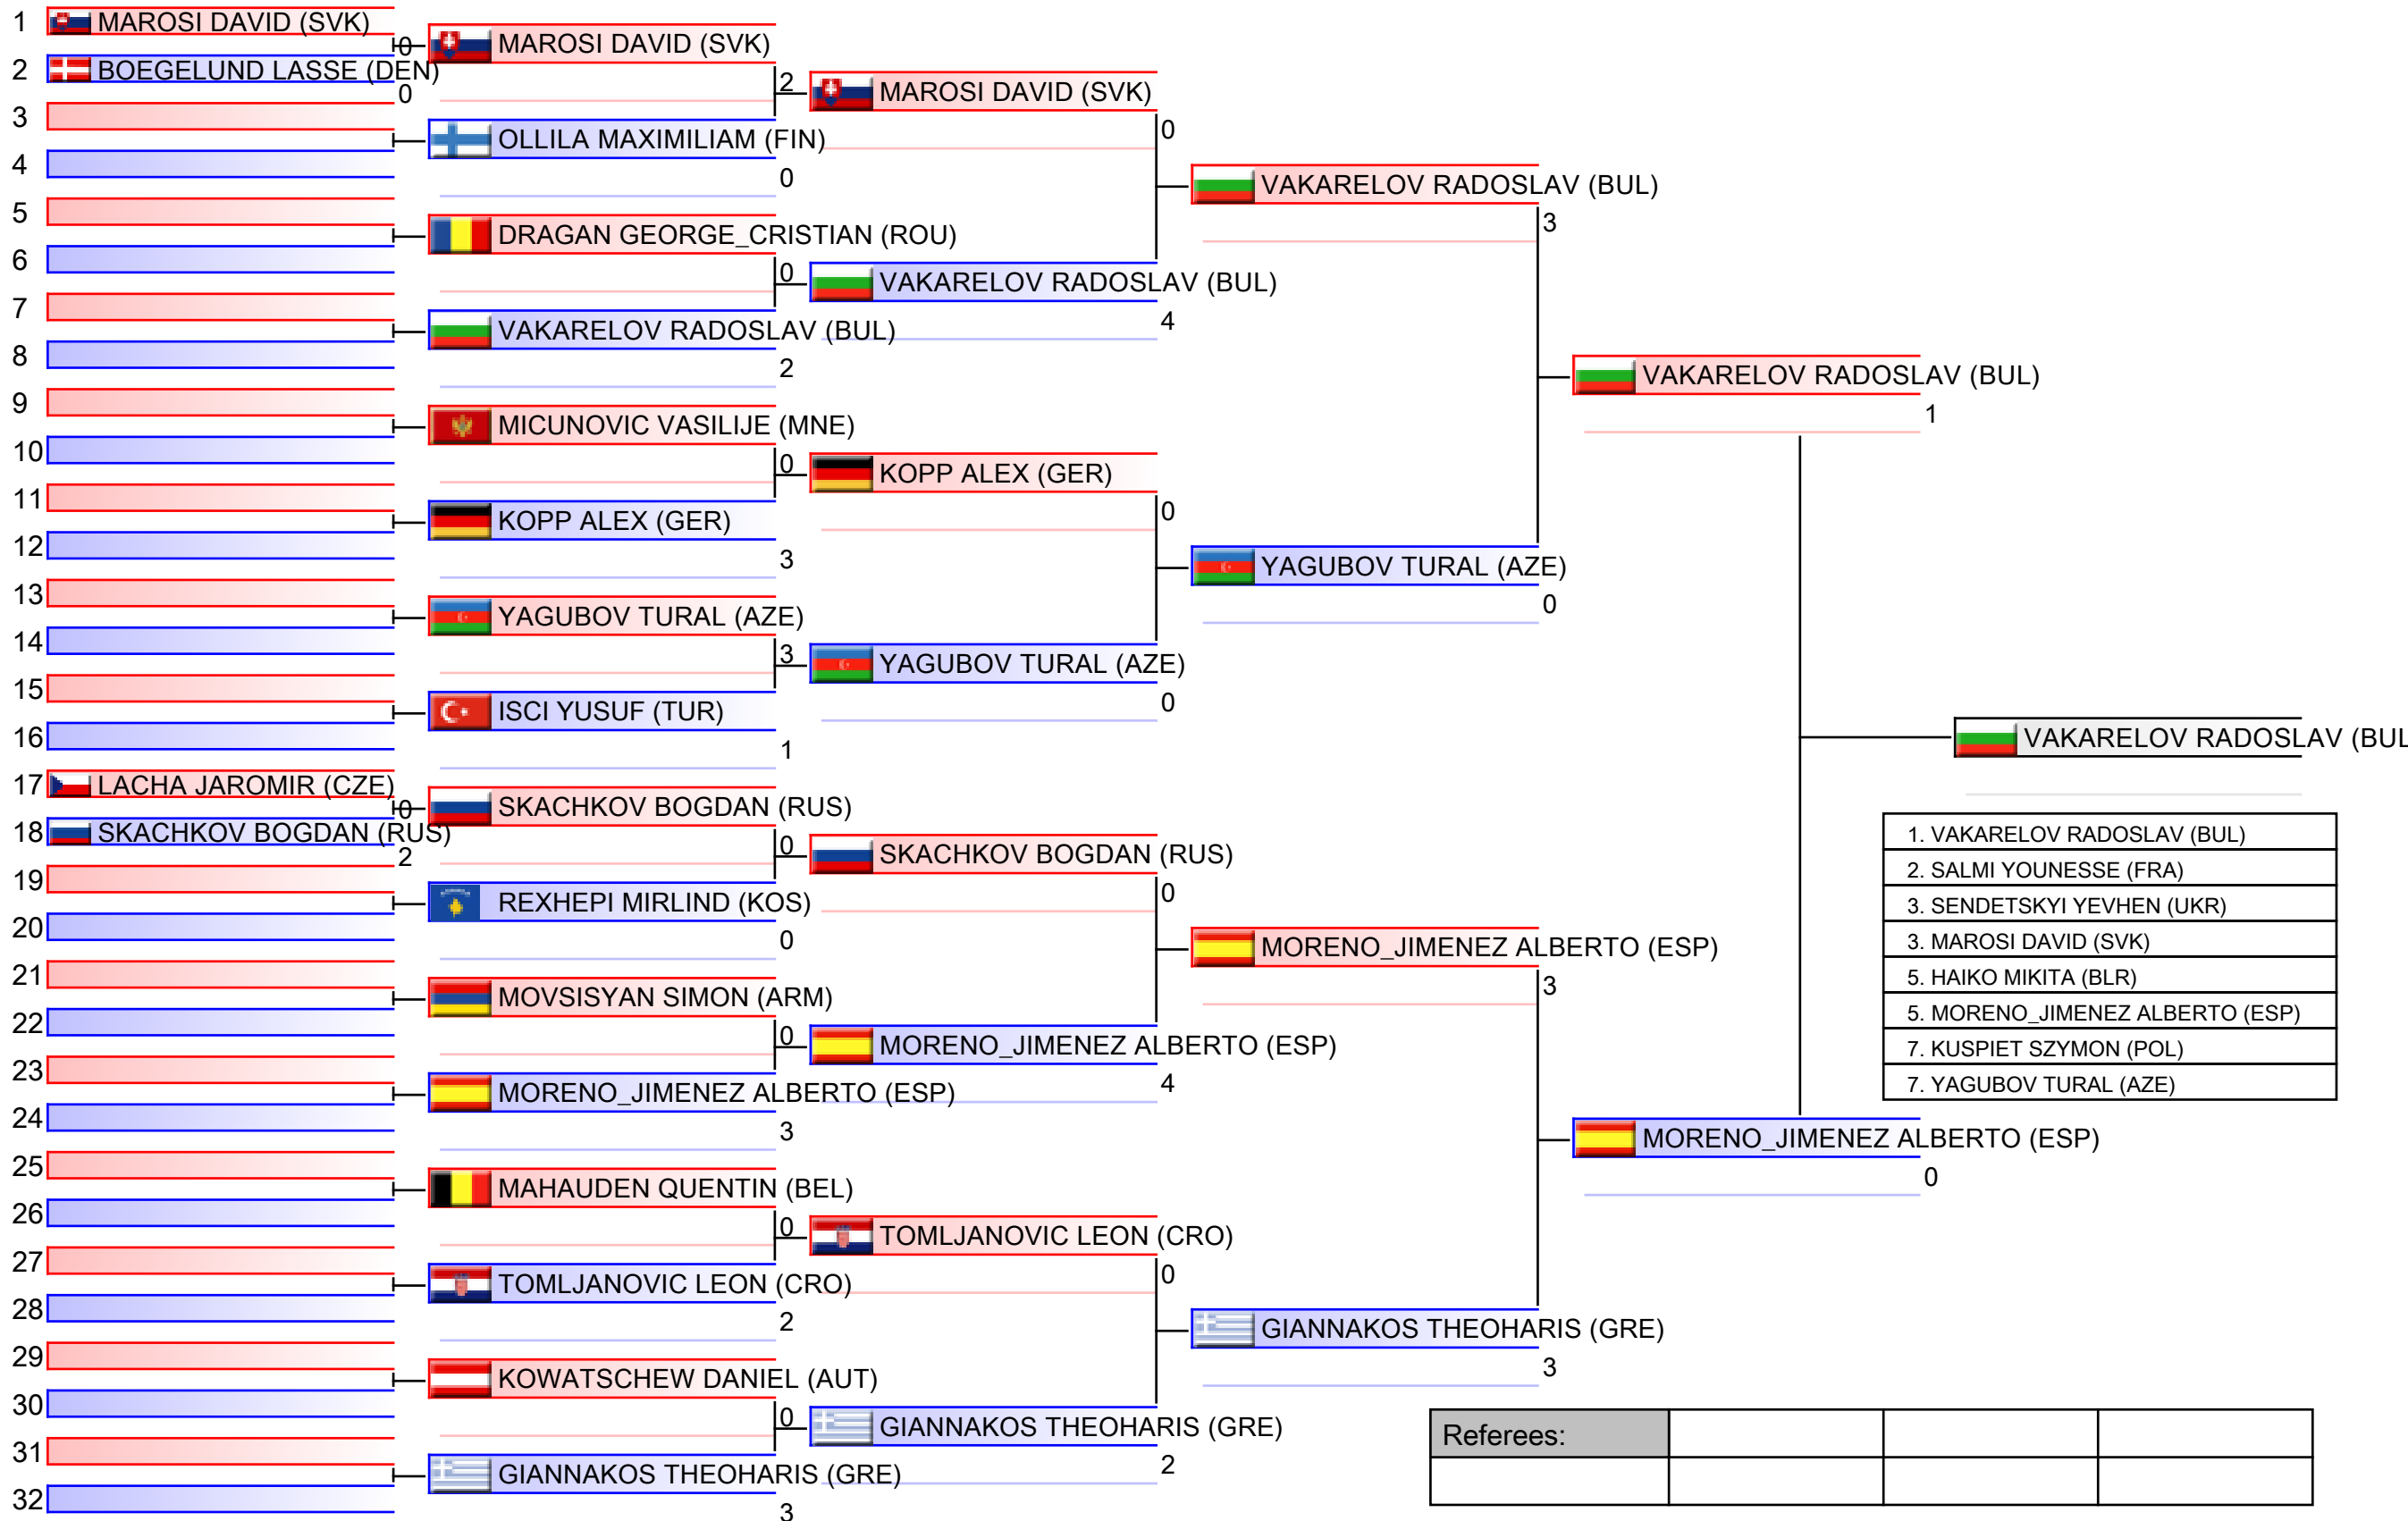 1 MAROSI DAVID (SVK)
0
2 BOEGELUND LASSE (DEN)
0
3
4
5
6
7
8
9
10
11
12
13
14
15
16
17 LACHA JAROMIR (CZE)
0
18 SKACHKOV BOGDAN (RUS)
2
19
20
21
22
23
24
25
26
27
28
29
30
31
32
MAROSI DAVID (SVK)
2
OLLILA MAXIMILIAM (FIN)
0
DRAGAN GEORGE_CRISTIAN (ROU)
0
VAKARELOV RADOSLAV (BUL)
2
MICUNOVIC VASILIJE (MNE)
0
KOPP ALEX (GER)
3
YAGUBOV TURAL (AZE)
3
ISCI YUSUF (TUR)
1
SKACHKOV BOGDAN (RUS)
0
REXHEPI MIRLIND (KOS)
0
MOVSISYAN SIMON (ARM)
0
MORENO_JIMENEZ ALBERTO (ESP)
3
MAHAUDEN QUENTIN (BEL)
0
TOMLJANOVIC LEON (CRO)
2
KOWATSCHEW DANIEL (AUT)
0
GIANNAKOS THEOHARIS (GRE)
3
MAROSI DAVID (SVK)
0
VAKARELOV RADOSLAV (BUL)
4
KOPP ALEX (GER)
0
YAGUBOV TURAL (AZE)
0
SKACHKOV BOGDAN (RUS)
0
MORENO_JIMENEZ ALBERTO (ESP)
4
TOMLJANOVIC LEON (CRO)
0
GIANNAKOS THEOHARIS (GRE)
2
VAKARELOV RADOSLAV (BUL)
3
YAGUBOV TURAL (AZE)
0
MORENO_JIMENEZ ALBERTO (ESP)
3
GIANNAKOS THEOHARIS (GRE)
3
VAKARELOV RADOSLAV (BUL)
1
MORENO_JIMENEZ ALBERTO (ESP)
0
VAKARELOV RADOSLAV (BUL
1. VAKARELOV RADOSLAV (BUL)
2. SALMI YOUNESSE (FRA)
3. SENDETSKYI YEVHEN (UKR)
3. MAROSI DAVID (SVK)
5. HAIKO MIKITA (BLR)
5. MORENO_JIMENEZ ALBERTO (ESP)
7. KUSPIET SZYMON (POL)
7. YAGUBOV TURAL (AZE)
Referees: